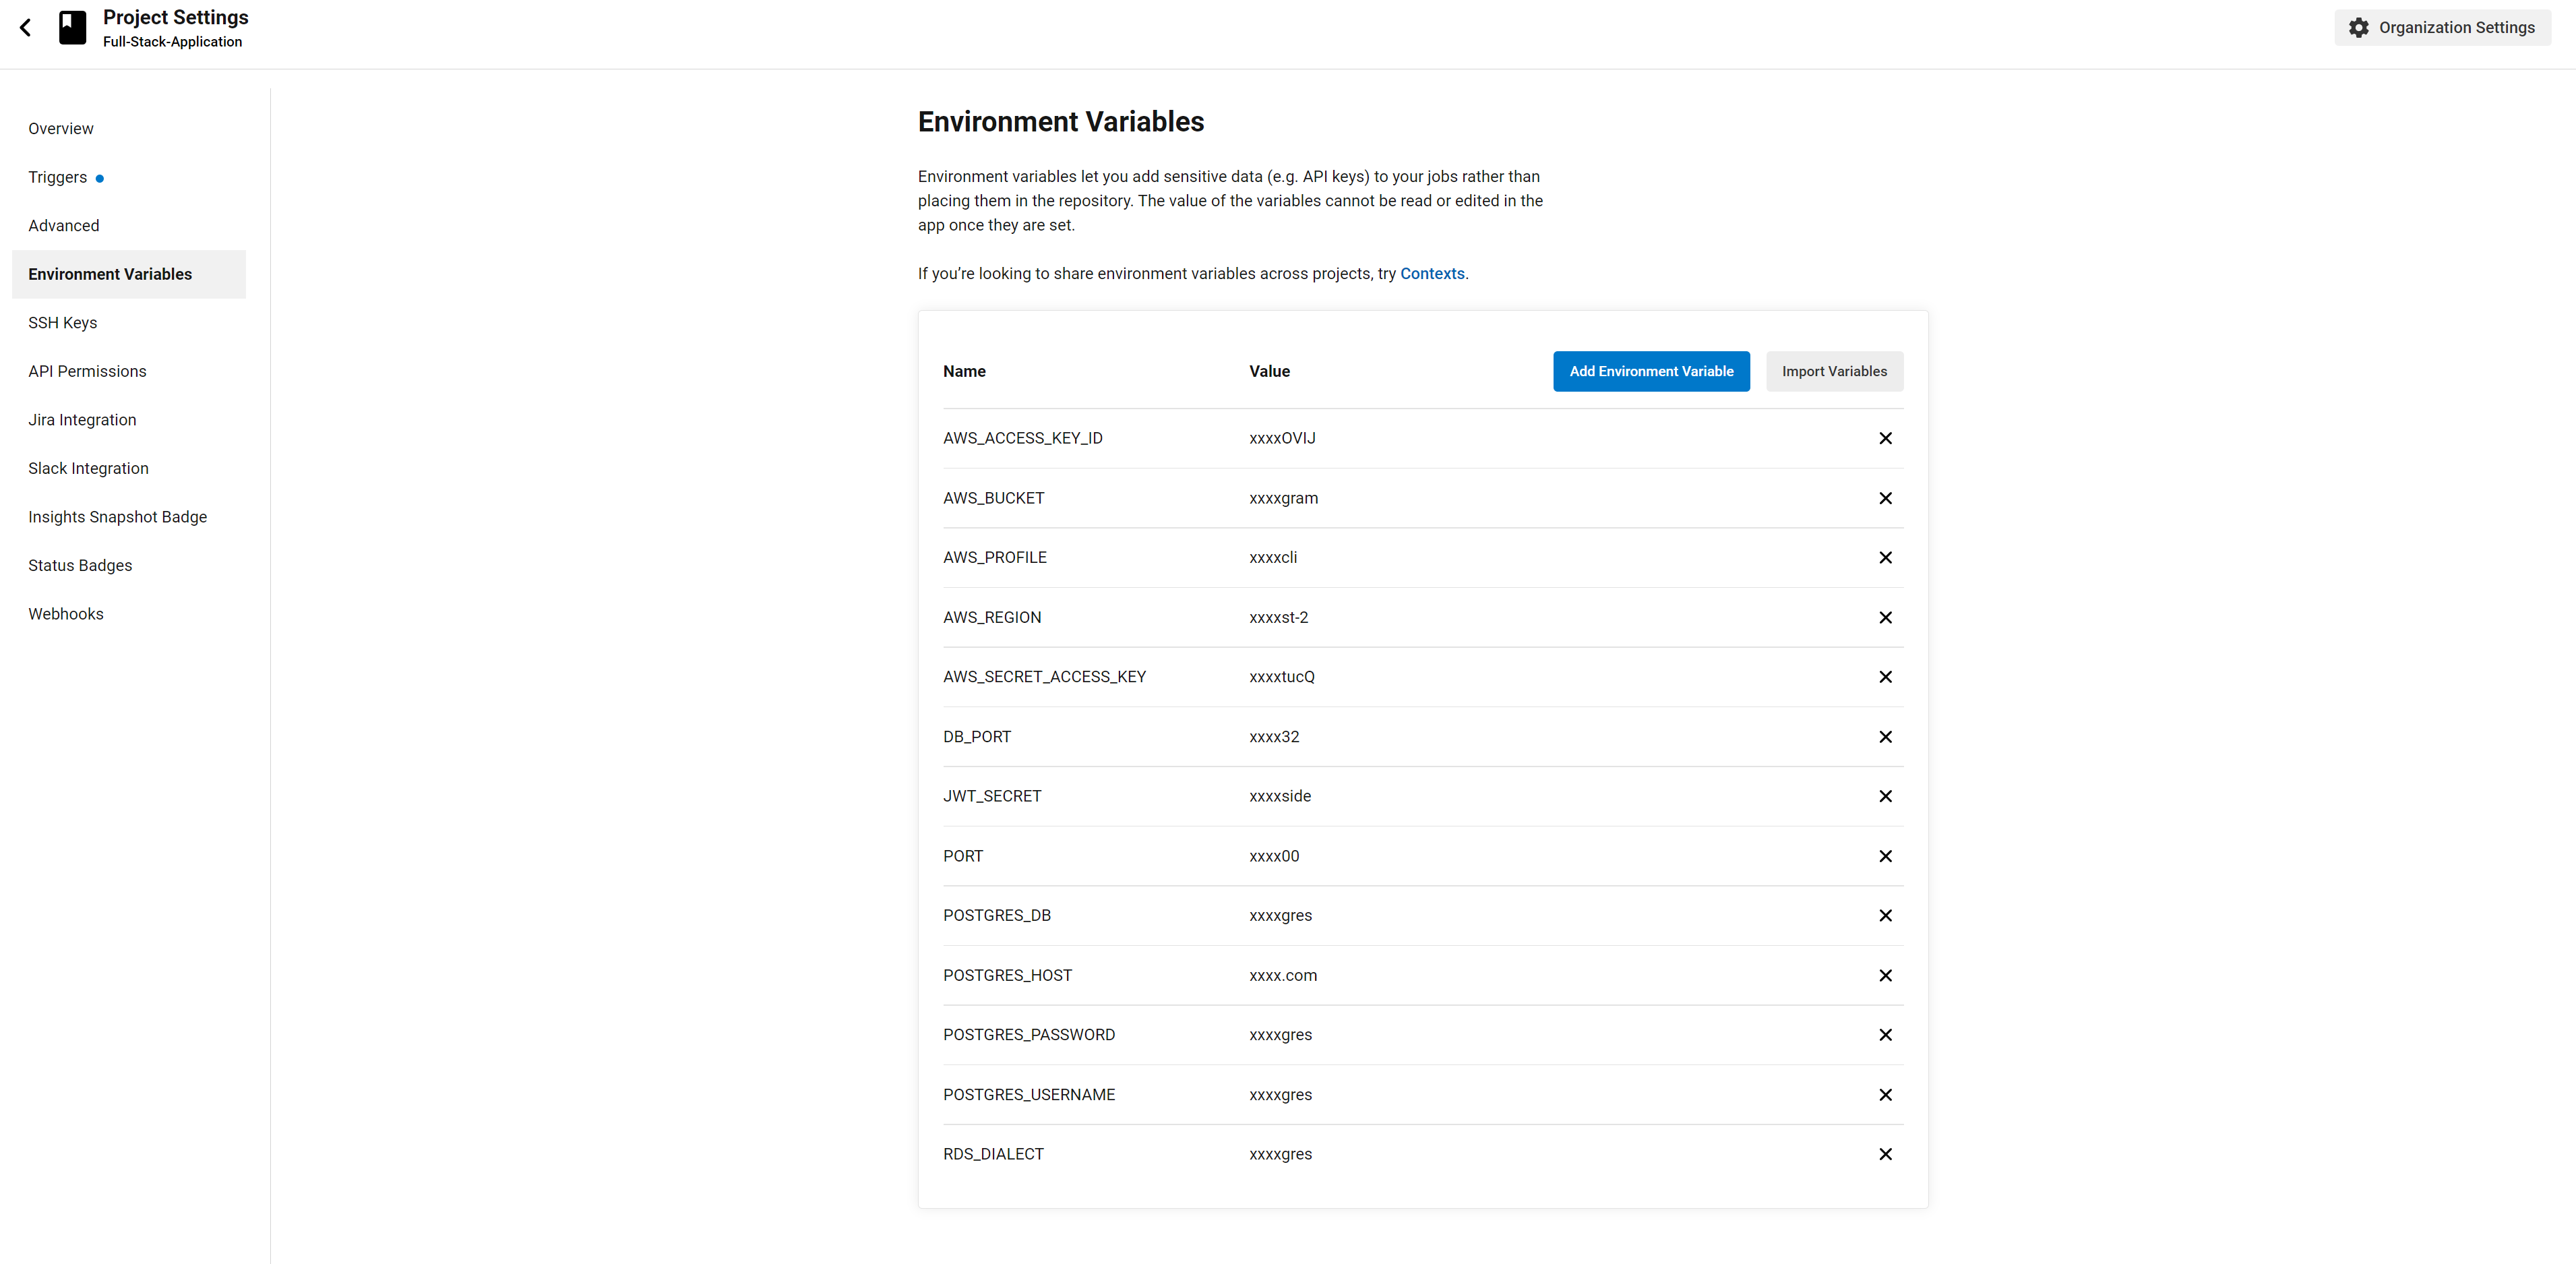 Project Settings
Full-Stack-Application
Organization Settings
Overview
Triggers
Advanced
Environment Variables
SSH Keys
API Permissions
Jira Integration
Slack Integration
Insights Snapshot Badge
Status Badges
Webhooks
Environment Variables
Environment variables let you add sensitive data (e.g. API keys) to your jobs rather than
placing them in the repository. The value of the variables cannot be read or edited in the
app once they are set.
If you’re looking to share environment variables across projects, try Contexts.
Name Value Add Environment Variable Import Variables
AWS_ACCESS_KEY_ID xxxxOVIJ
AWS_BUCKET xxxxgram
AWS_PROFILE xxxxcli
AWS_REGION xxxxst-2
AWS_SECRET_ACCESS_KEY xxxxtucQ
DB_PORT xxxx32
JWT_SECRET xxxxside
PORT xxxx00
POSTGRES_DB xxxxgres
POSTGRES_HOST xxxx.com
POSTGRES_PASSWORD xxxxgres
POSTGRES_USERNAME xxxxgres
RDS_DIALECT xxxxgres